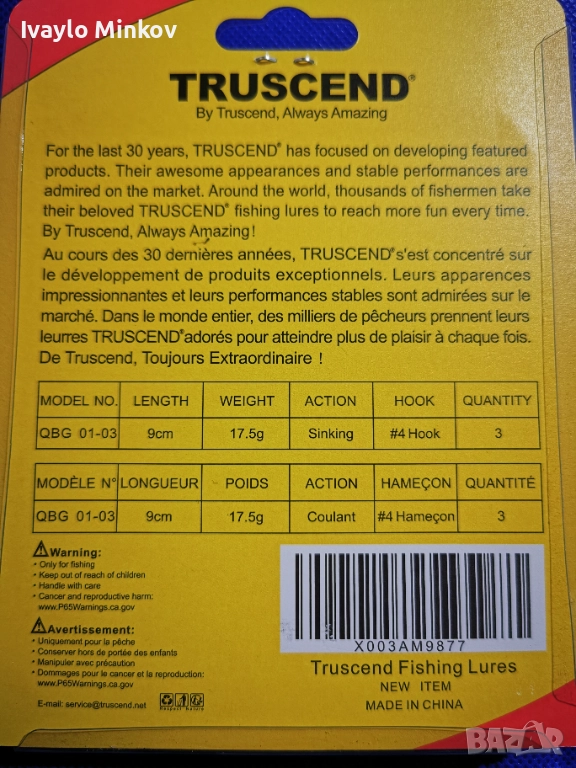 Ivaylo Minkov
TRUSCEND®
By Truscend, Always Amazing
For the last 30 years, TRUSCEND® has focused on developing featured
products. Their awesome appearances and stable performances are
admired on the market. Around the world, thousands of fishermen take
their beloved TRUSCEND® fishing lures to reach more fun every time.
By Truscend, Always Amazing!
Au cours des 30 dernières années, TRUSCEND®s'est concentré sur
le développement de produits exceptionnels. Leurs apparences
impressionnantes et leurs performances stables sont admirées sur le
marché. Dans le monde entier, des milliers de pêcheurs prennent leurs
leurres TRUSCEND®adorés pour atteindre plus de plaisir à chaque fois.
De Truscend, Toujours Extraordinaire !
MODEL NO. LENGTH WEIGHT ACTION HOOK QUANTITY
QBG 01-03 9cm 17.5g Sinking #4 Hook 3
MODÈLE N° LONGUEUR POIDS ACTION HAMEÇON QUANTITÉ
QBG 01-03 9cm 17.5g Coulant #4 Hameçon 3
Warning:
• Only for fishing
• Keep out of reach of children
• Handle with care
• Cancer and reproductive harm:
www.P65Warnings.ca.gov
Avertissement:
• Uniquement pour la pêche
• Conserver hors de portée des enfants
• Manipuler avec précaution
• Dommages pour le cancer et la reproduction:
www.P65Warnings.ca.gov
E-mail: service@truscend.net
Respect Nature
X003AM9877
Truscend Fishing Lures
NEW ITEM
MADE IN CHINA
BAZAR